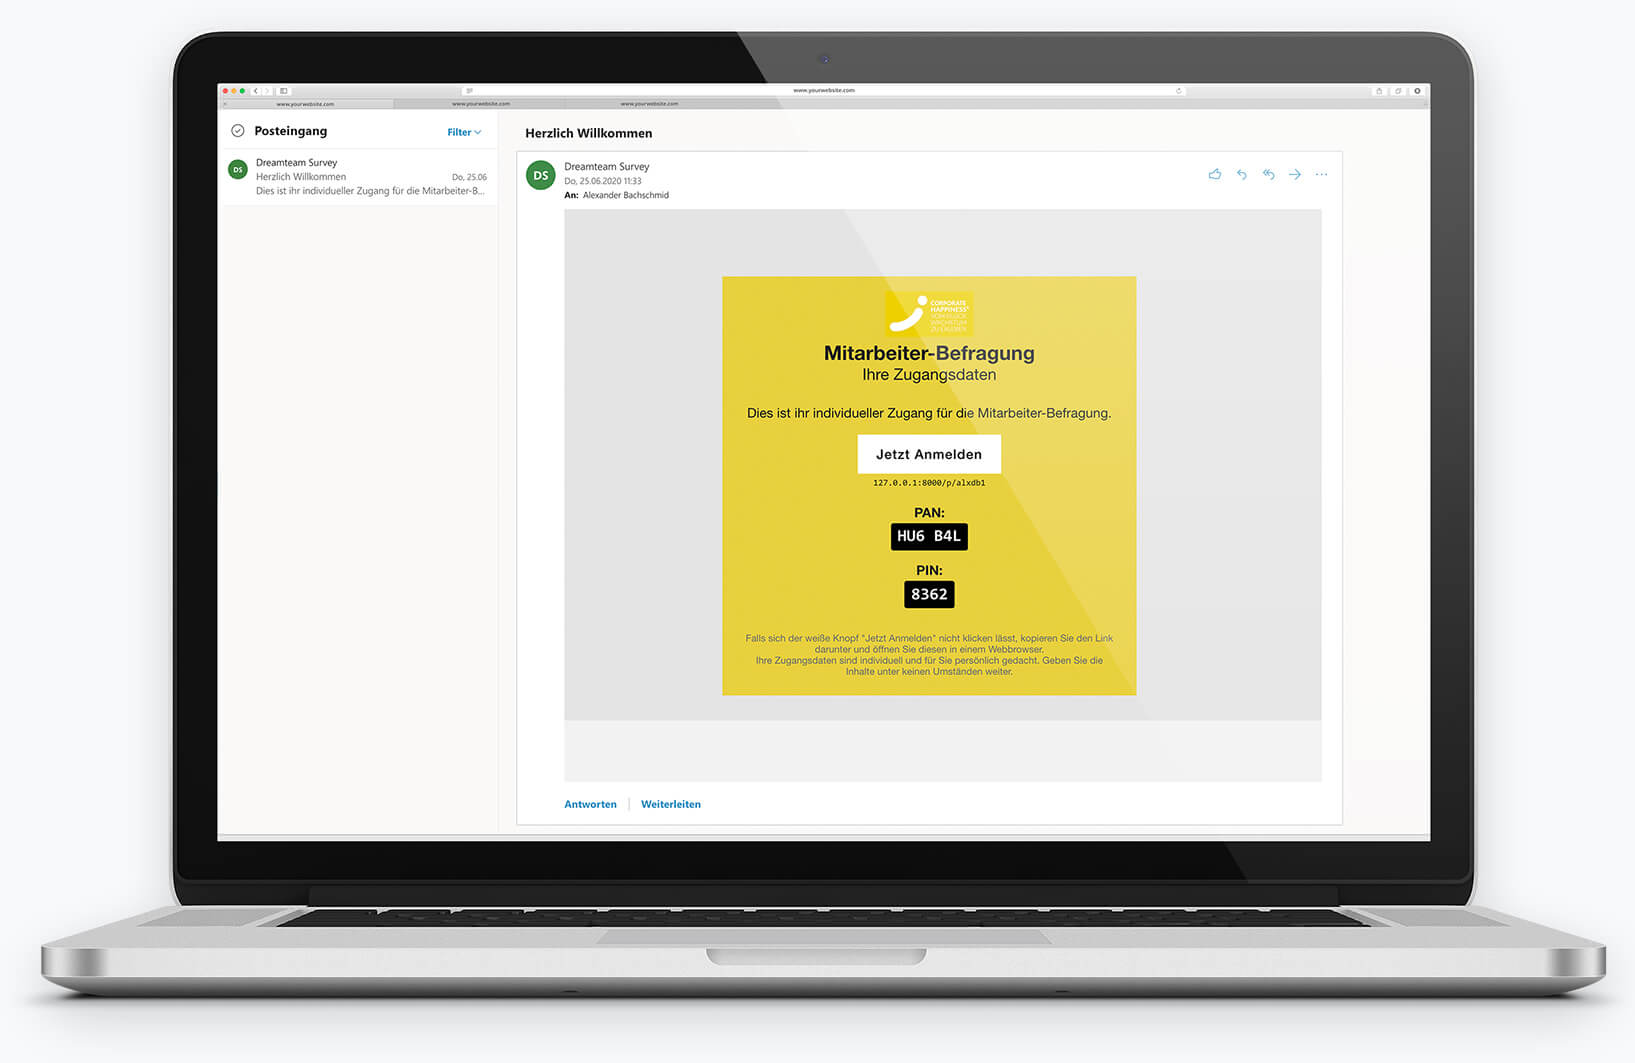 www.yourwebsite.com
www.yourwebsite.com
www.yourwebsite.com
www.yourwebsite.com
Posteingang
Filter
DS
Dreamteam Survey
Herzlich Willkommen
Do, 25.06
Dies ist ihr individueller Zugang für die Mitarbeiter-B...
Herzlich Willkommen
DS
Dreamteam Survey
Do, 25.06.2020 11:33
An: Alexander Bachschmid
CORPORATE
HAPPINESS®
Mitarbeiter-Befragung
Ihre Zugangsdaten
Dies ist ihr individueller Zugang für die Mitarbeiter-Befragung.
Jetzt Anmelden
127.0.0.1:8000/p/alxdb1
PAN:
HU6 B4L
PIN:
8362
Falls sich der weiße Knopf "Jetzt Anmelden" nicht klicken lässt, kopieren Sie den Link
darunter und öffnen Sie diesen in einem Webbrowser.
Ihre Zugangsdaten sind individuell und für Sie persönlich gedacht. Geben Sie die
Inhalte unter keinen Umständen weiter.
Antworten
Weiterleiten